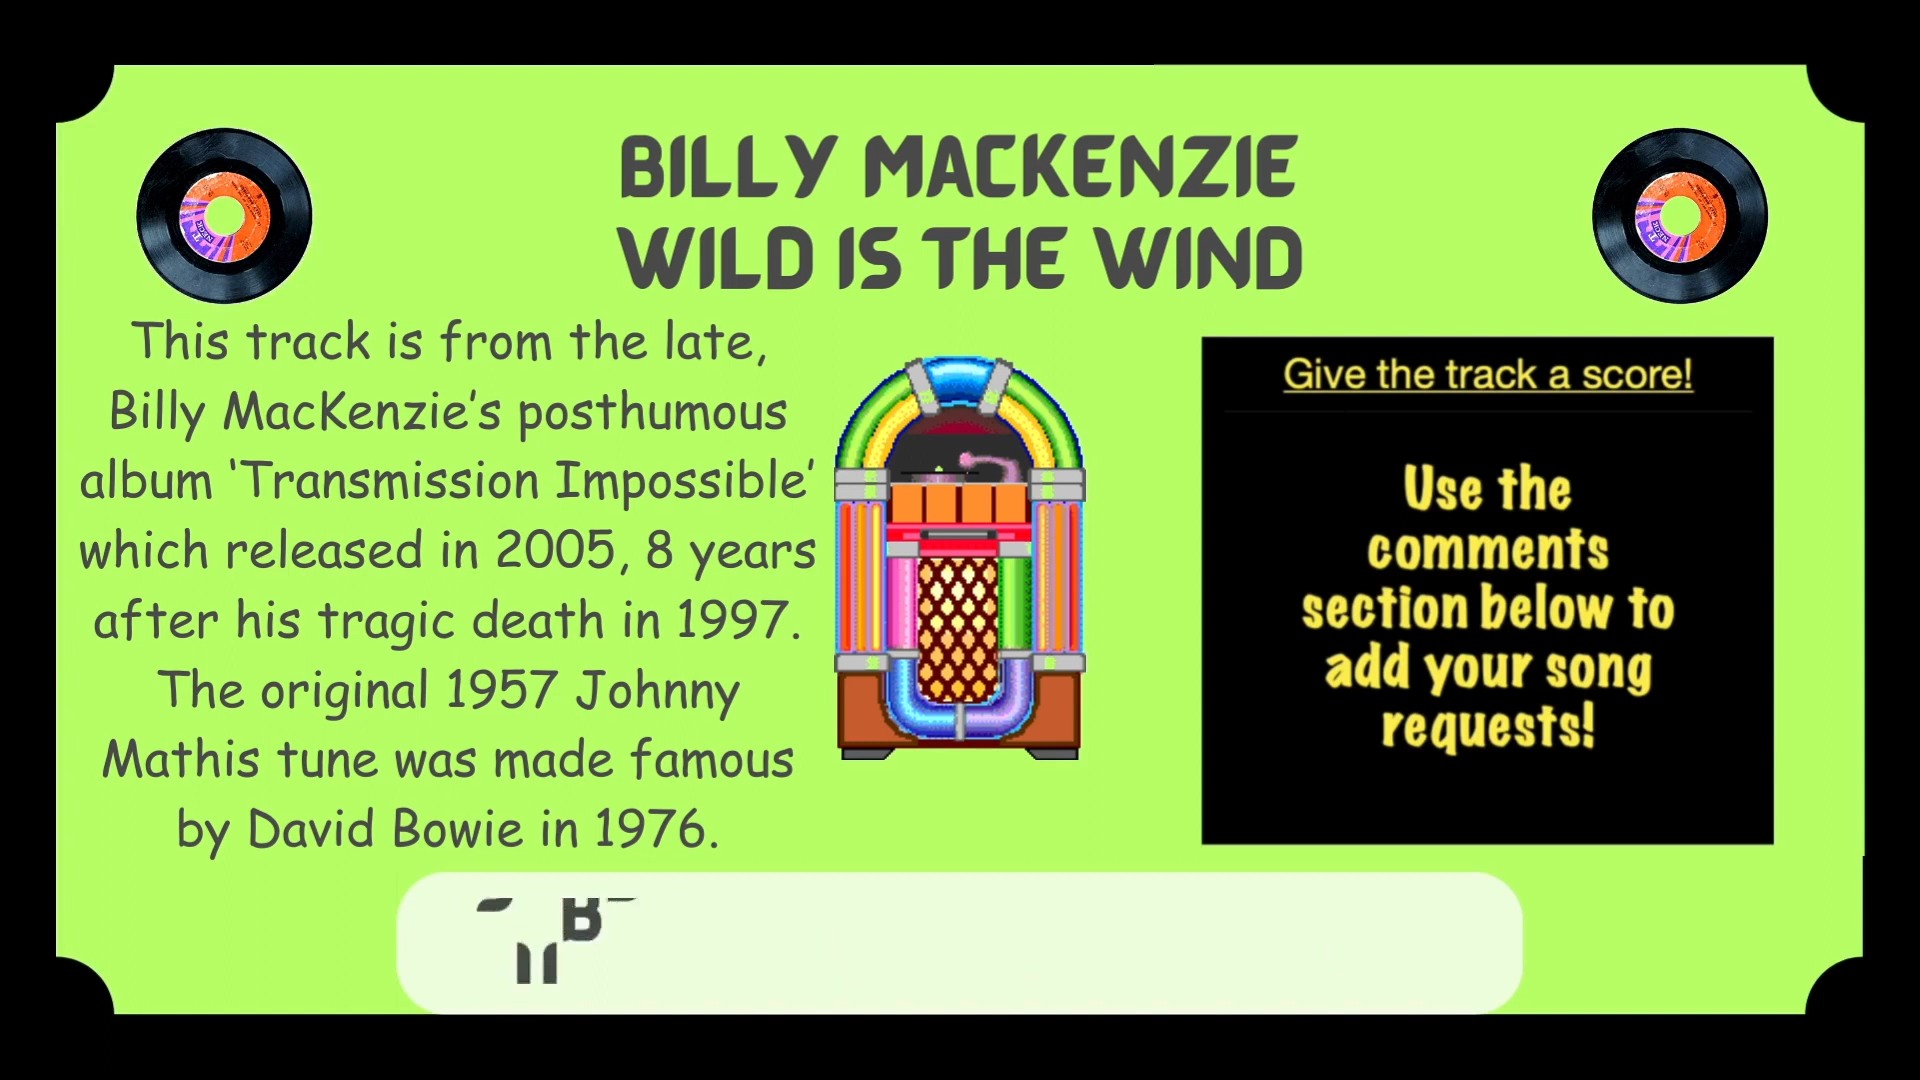 BILLY MACKENZIE
WILD IS THE WIND
This track is from the late,
Billy MacKenzie’s posthumous
album ‘Transmission Impossible’
which released in 2005, 8 years
after his tragic death in 1997.
The original 1957 Johnny
Mathis tune was made famous
by David Bowie in 1976.
Give the track a score!
Use the
comments
section below to
add your song
requests!
B